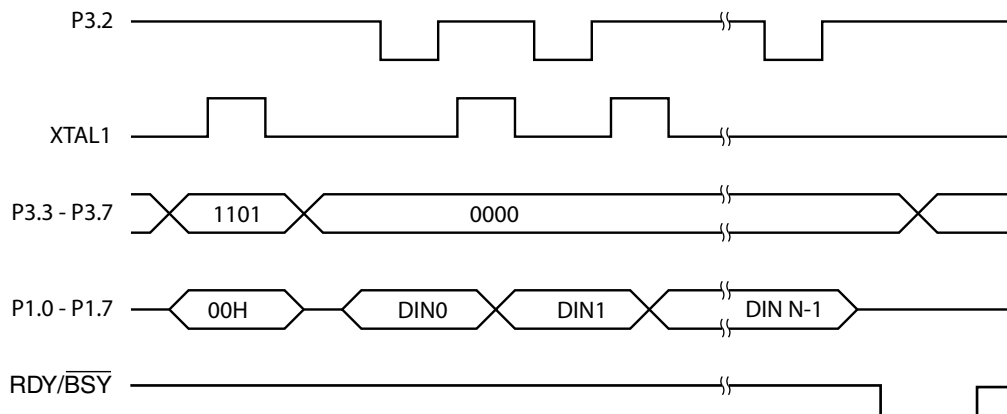 P3.2
XTAL1
P3.3 - P3.7 1101 0000
P1.0 - P1.7 00H DIN0 DIN1 DIN N-1
RDY/BSY